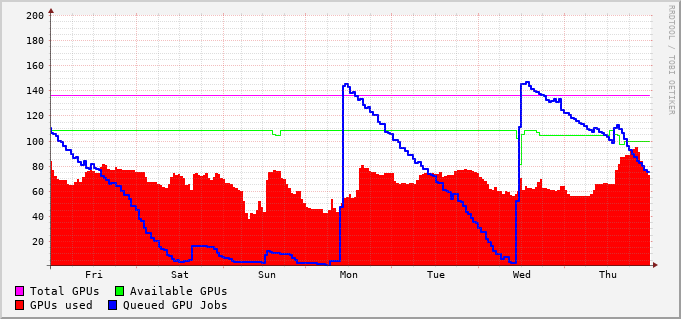 200
180
160
140
120
100
80
60
40
20
Fri Sat Sun Mon Tue Wed Thu
Total GPUs Available GPUs
GPUs used Queued GPU Jobs
RRDTOOL / TOBI OETIKER